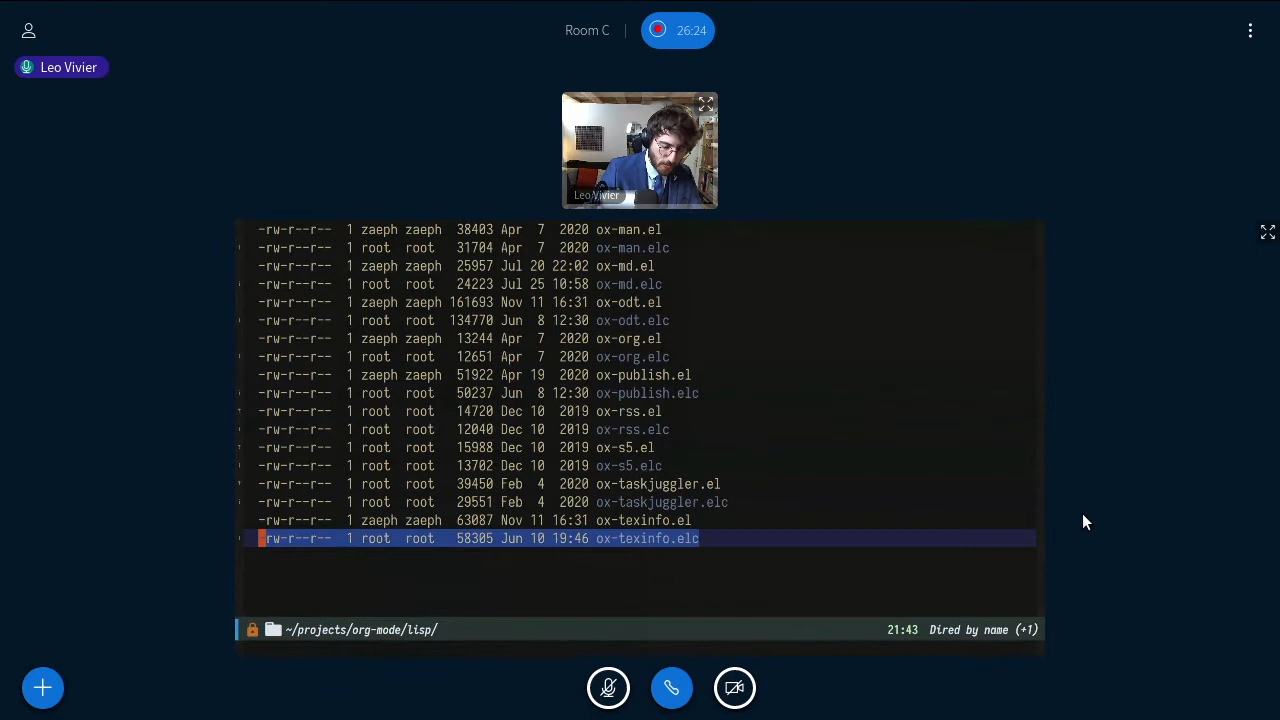 Room C
26:24
Leo Vivier
Leo Vivier
-rw-r--r-- 1 zaeph zaeph 38403 Apr 7 2020 ox-man.el
-rw-r--r-- 1 root root 31704 Apr 7 2020 ox-man.elc
-rw-r--r-- 1 zaeph zaeph 25957 Jul 20 22:02 ox-md.el
-rw-r--r-- 1 root root 24223 Jul 25 10:58 ox-md.elc
-rw-r--r-- 1 zaeph zaeph 161693 Nov 11 16:31 ox-odt.el
-rw-r--r-- 1 root root 134770 Jun 8 12:30 ox-odt.elc
-rw-r--r-- 1 zaeph zaeph 13244 Apr 7 2020 ox-org.el
-rw-r--r-- 1 root root 12651 Apr 7 2020 ox-org.elc
-rw-r--r-- 1 zaeph zaeph 51922 Apr 19 2020 ox-publish.el
-rw-r--r-- 1 root root 50237 Jun 8 12:30 ox-publish.elc
-rw-r--r-- 1 root root 14720 Dec 10 2019 ox-rss.el
-rw-r--r-- 1 root root 12040 Dec 10 2019 ox-rss.elc
-rw-r--r-- 1 root root 15988 Dec 10 2019 ox-s5.el
-rw-r--r-- 1 root root 13702 Dec 10 2019 ox-s5.elc
-rw-r--r-- 1 root root 39450 Feb 4 2020 ox-taskjuggler.el
-rw-r--r-- 1 root root 29551 Feb 4 2020 ox-taskjuggler.elc
-rw-r--r-- 1 zaeph zaeph 63087 Nov 11 16:31 ox-texinfo.el
-rw-r--r-- 1 root root 58305 Jun 10 19:46 ox-texinfo.elc
~/projects/org-mode/lisp/ 21:43 Dired by name (+1)